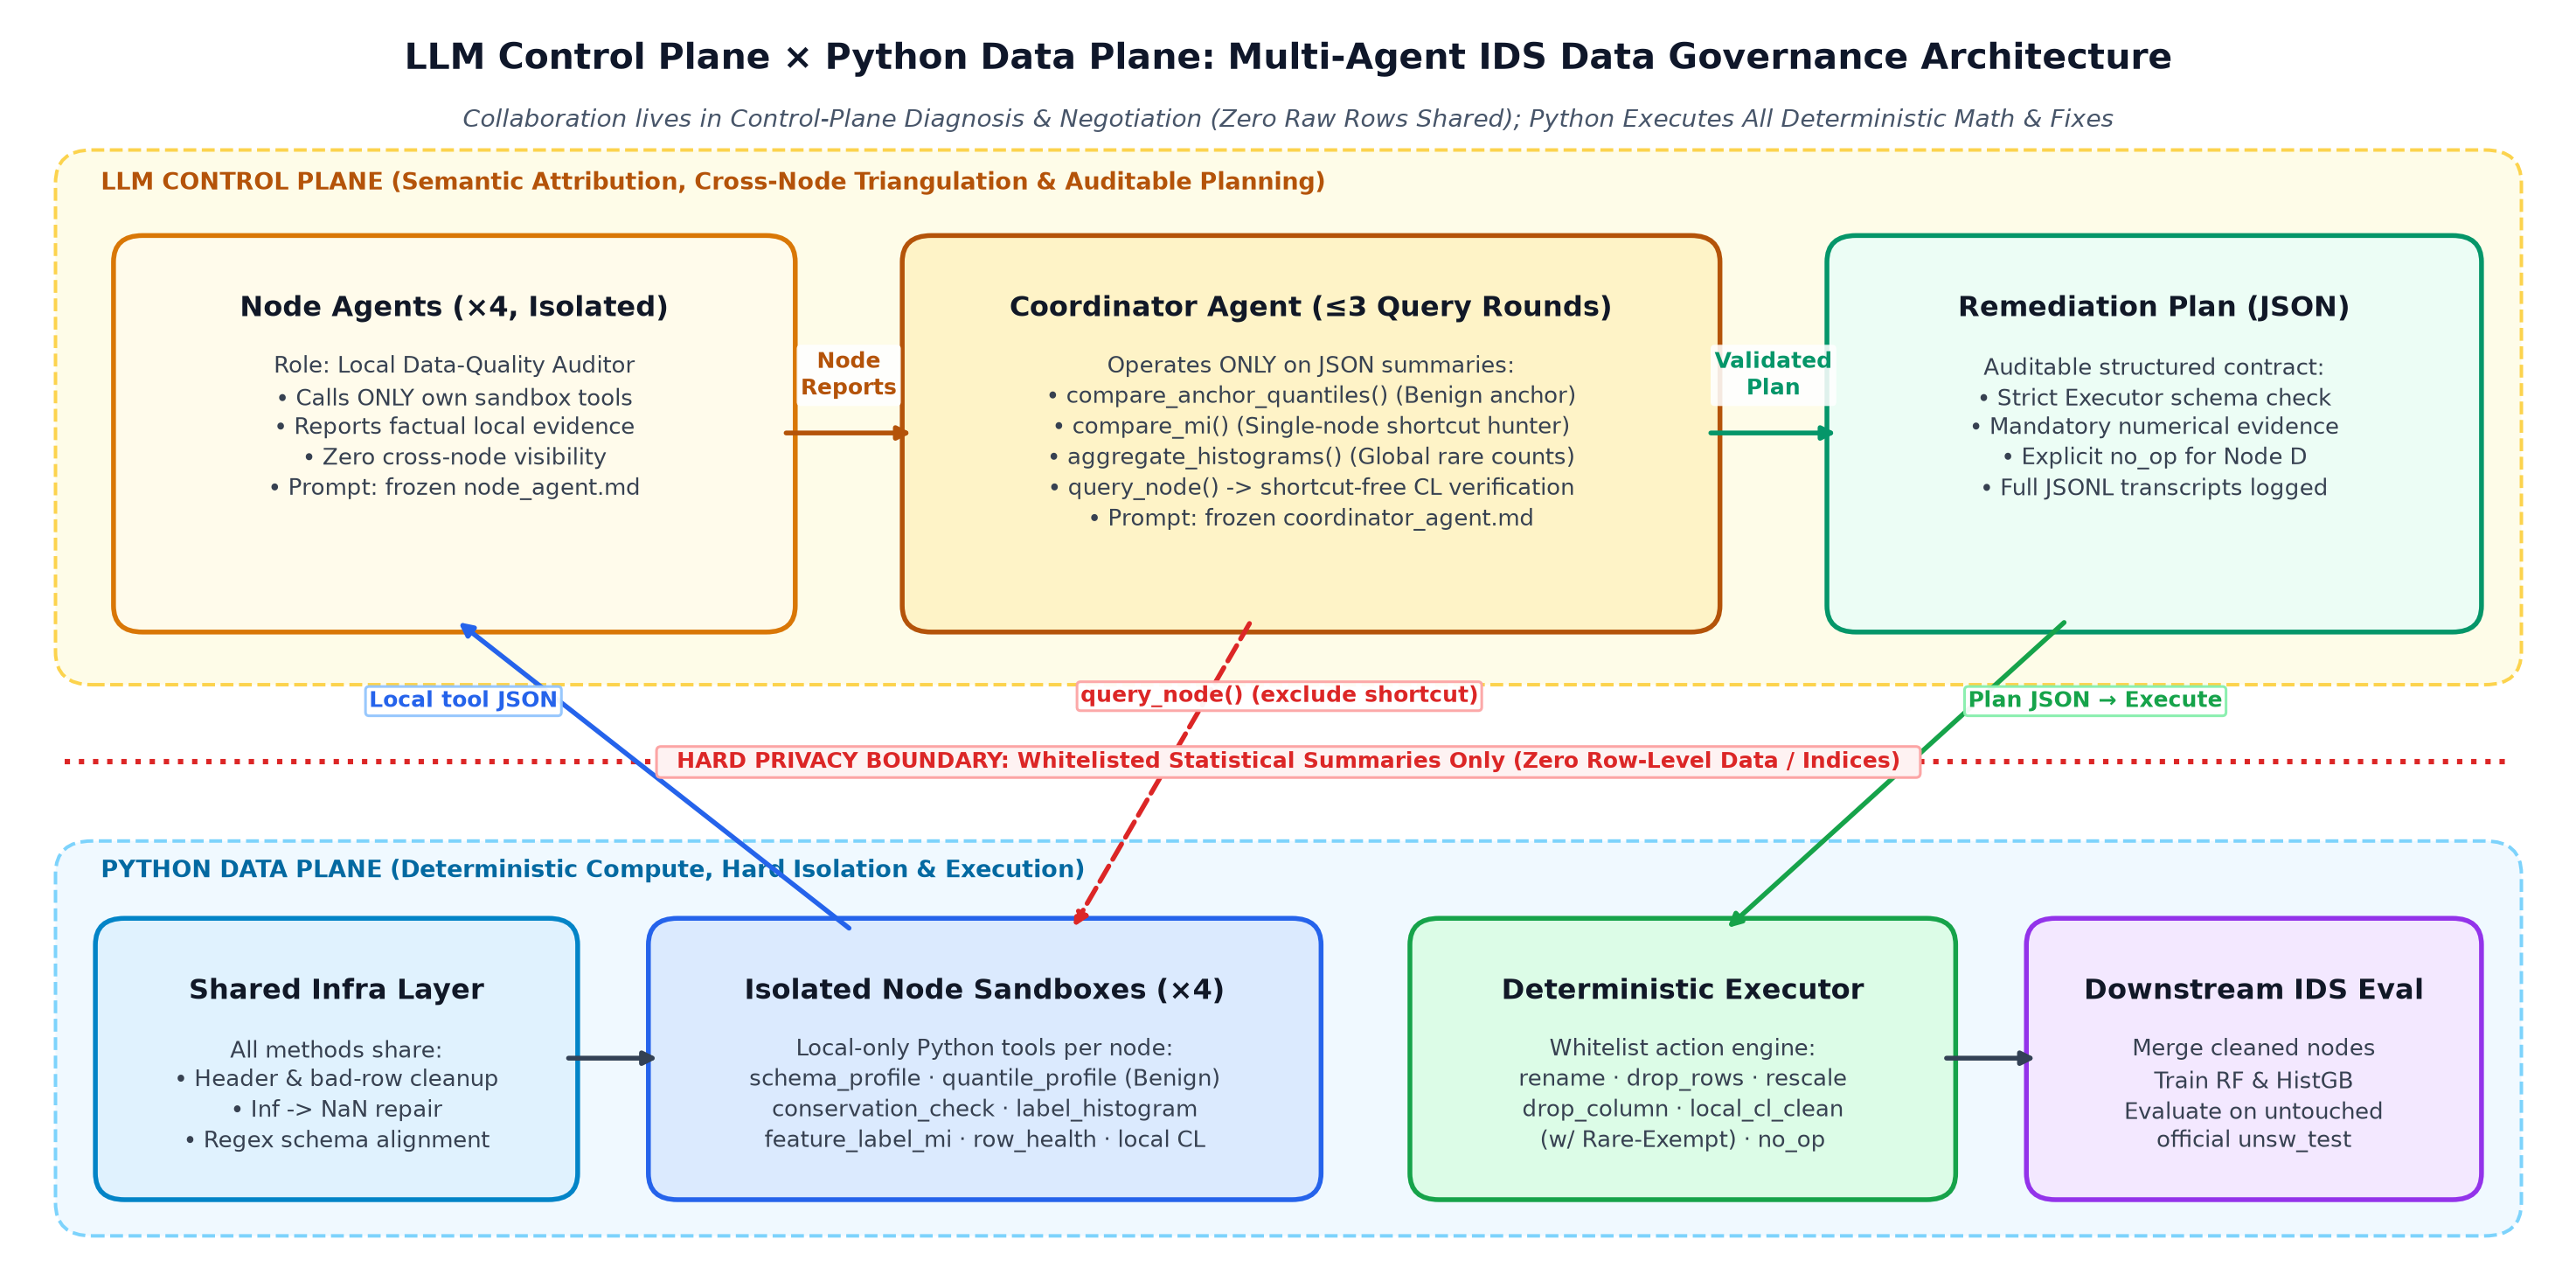 LLM Control Plane × Python Data Plane: Multi-Agent IDS Data Governance Architecture
Collaboration lives in Control-Plane Diagnosis & Negotiation (Zero Raw Rows Shared); Python Executes All Deterministic Math & Fixes
LLM CONTROL PLANE (Semantic Attribution, Cross-Node Triangulation & Auditable Planning)
Node Agents (×4, Isolated)
Role: Local Data-Quality Auditor
• Calls ONLY own sandbox tools
• Reports factual local evidence
• Zero cross-node visibility
• Prompt: frozen node_agent.md
Node
Reports
Coordinator Agent (≤3 Query Rounds)
Operates ONLY on JSON summaries:
• compare_anchor_quantiles() (Benign anchor)
• compare_mi() (Single-node shortcut hunter)
• aggregate_histograms() (Global rare counts)
• query_node() -> shortcut-free CL verification
• Prompt: frozen coordinator_agent.md
Validated
Plan
Remediation Plan (JSON)
Auditable structured contract:
• Strict Executor schema check
• Mandatory numerical evidence
• Explicit no_op for Node D
• Full JSONL transcripts logged
Local tool JSON
query_node() (exclude shortcut)
Plan JSON → Execute
HARD PRIVACY BOUNDARY: Whitelisted Statistical Summaries Only (Zero Row-Level Data / Indices)
PYTHON DATA PLANE (Deterministic Compute, Hard Isolation & Execution)
Shared Infra Layer
All methods share:
• Header & bad-row cleanup
• Inf -> NaN repair
• Regex schema alignment
Isolated Node Sandboxes (×4)
Local-only Python tools per node:
schema_profile · quantile_profile (Benign)
conservation_check · label_histogram
feature_label_mi · row_health · local CL
Deterministic Executor
Whitelist action engine:
rename · drop_rows · rescale
drop_column · local_cl_clean
(w/ Rare-Exempt) · no_op
Downstream IDS Eval
Merge cleaned nodes
Train RF & HistGB
Evaluate on untouched
official unsw_test